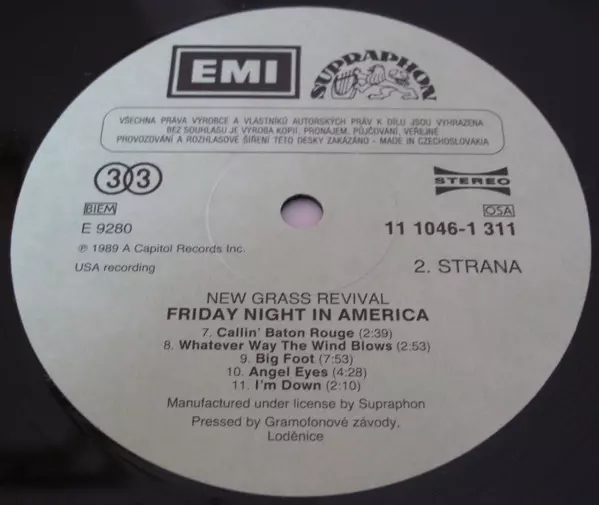 EMI
SUPRAPHON
VŠECHNA PRÁVA VÝROBCE A VLASTNÍKŮ AUTORSKÝCH PRÁV K DÍLU JSOU VYHRAZENA.
BEZ SOUHLASU JE VÝROBA KOPIÍ, PRONÁJEM, PŮJČOVÁNÍ, VEŘEJNÉ
PROVOZOVÁNÍ A ROZHLASOVÉ ŠÍŘENÍ TÉTO DESKY ZAKÁZÁNO - MADE IN CZECHOSLOVAKIA
33
STEREO
BIEM
OSA
E 9280
11 1046-1 311
℗ 1989 A Capitol Records Inc.
USA recording
2. STRANA
NEW GRASS REVIVAL
FRIDAY NIGHT IN AMERICA
7. Callin' Baton Rouge (2:39)
8. Whatever Way The Wind Blows (2:53)
9. Big Foot (7:53)
10. Angel Eyes (4:28)
11. I'm Down (2:10)
Manufactured under license by Supraphon
Pressed by Gramofonové závody,
Loděnice